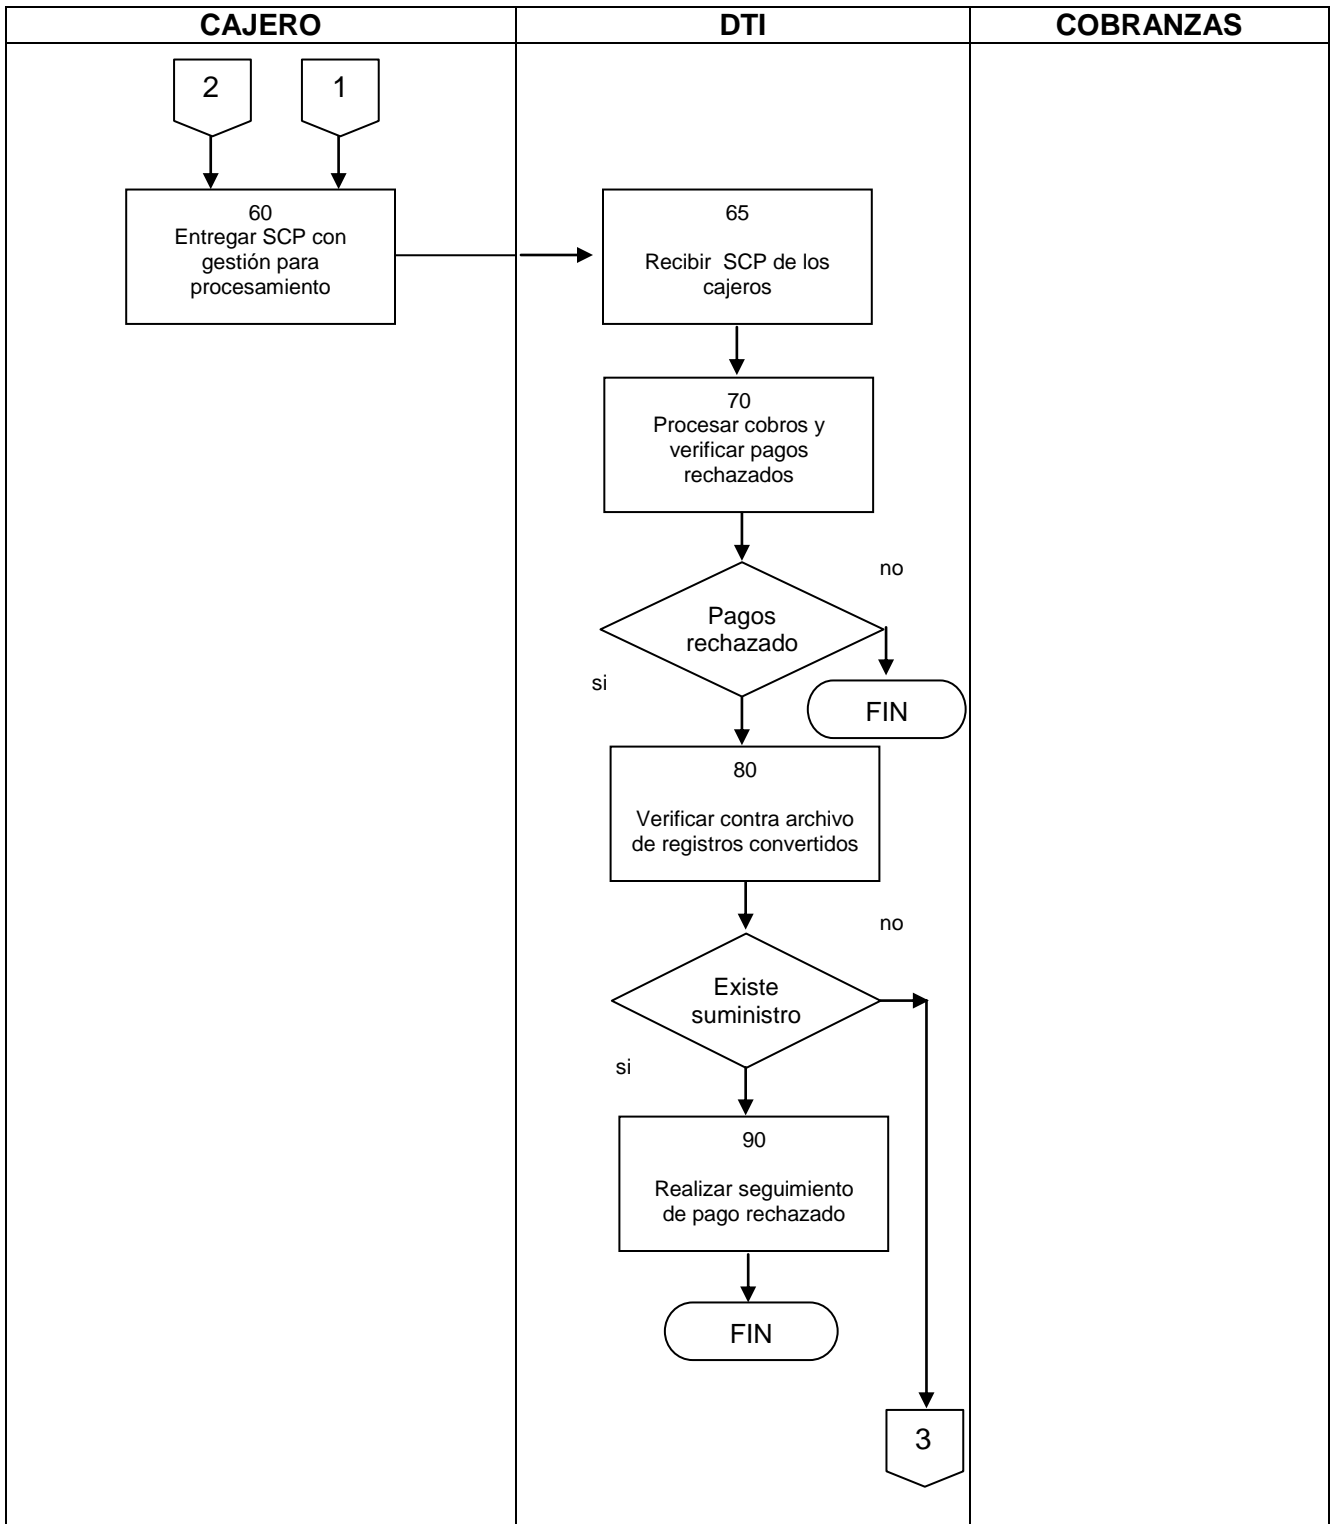 CAJERO
DTI
COBRANZAS
2
1
60
Entregar SCP con
gestión para
procesamiento
65
Recibir SCP de los
cajeros
70
Procesar cobros y
verificar pagos
rechazados
no
Pagos
rechazado
si
FIN
80
Verificar contra archivo
de registros convertidos
no
Existe
suministro
si
90
Realizar seguimiento
de pago rechazado
FIN
3